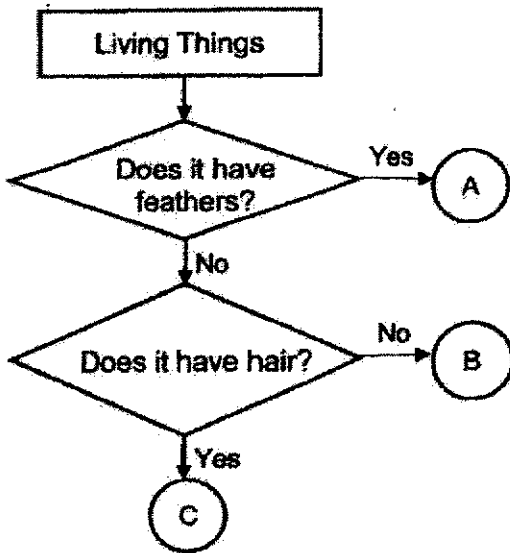 Living Things
Does it have
feathers?
Yes
A
No
Does it have hair?
No
B
Yes
C